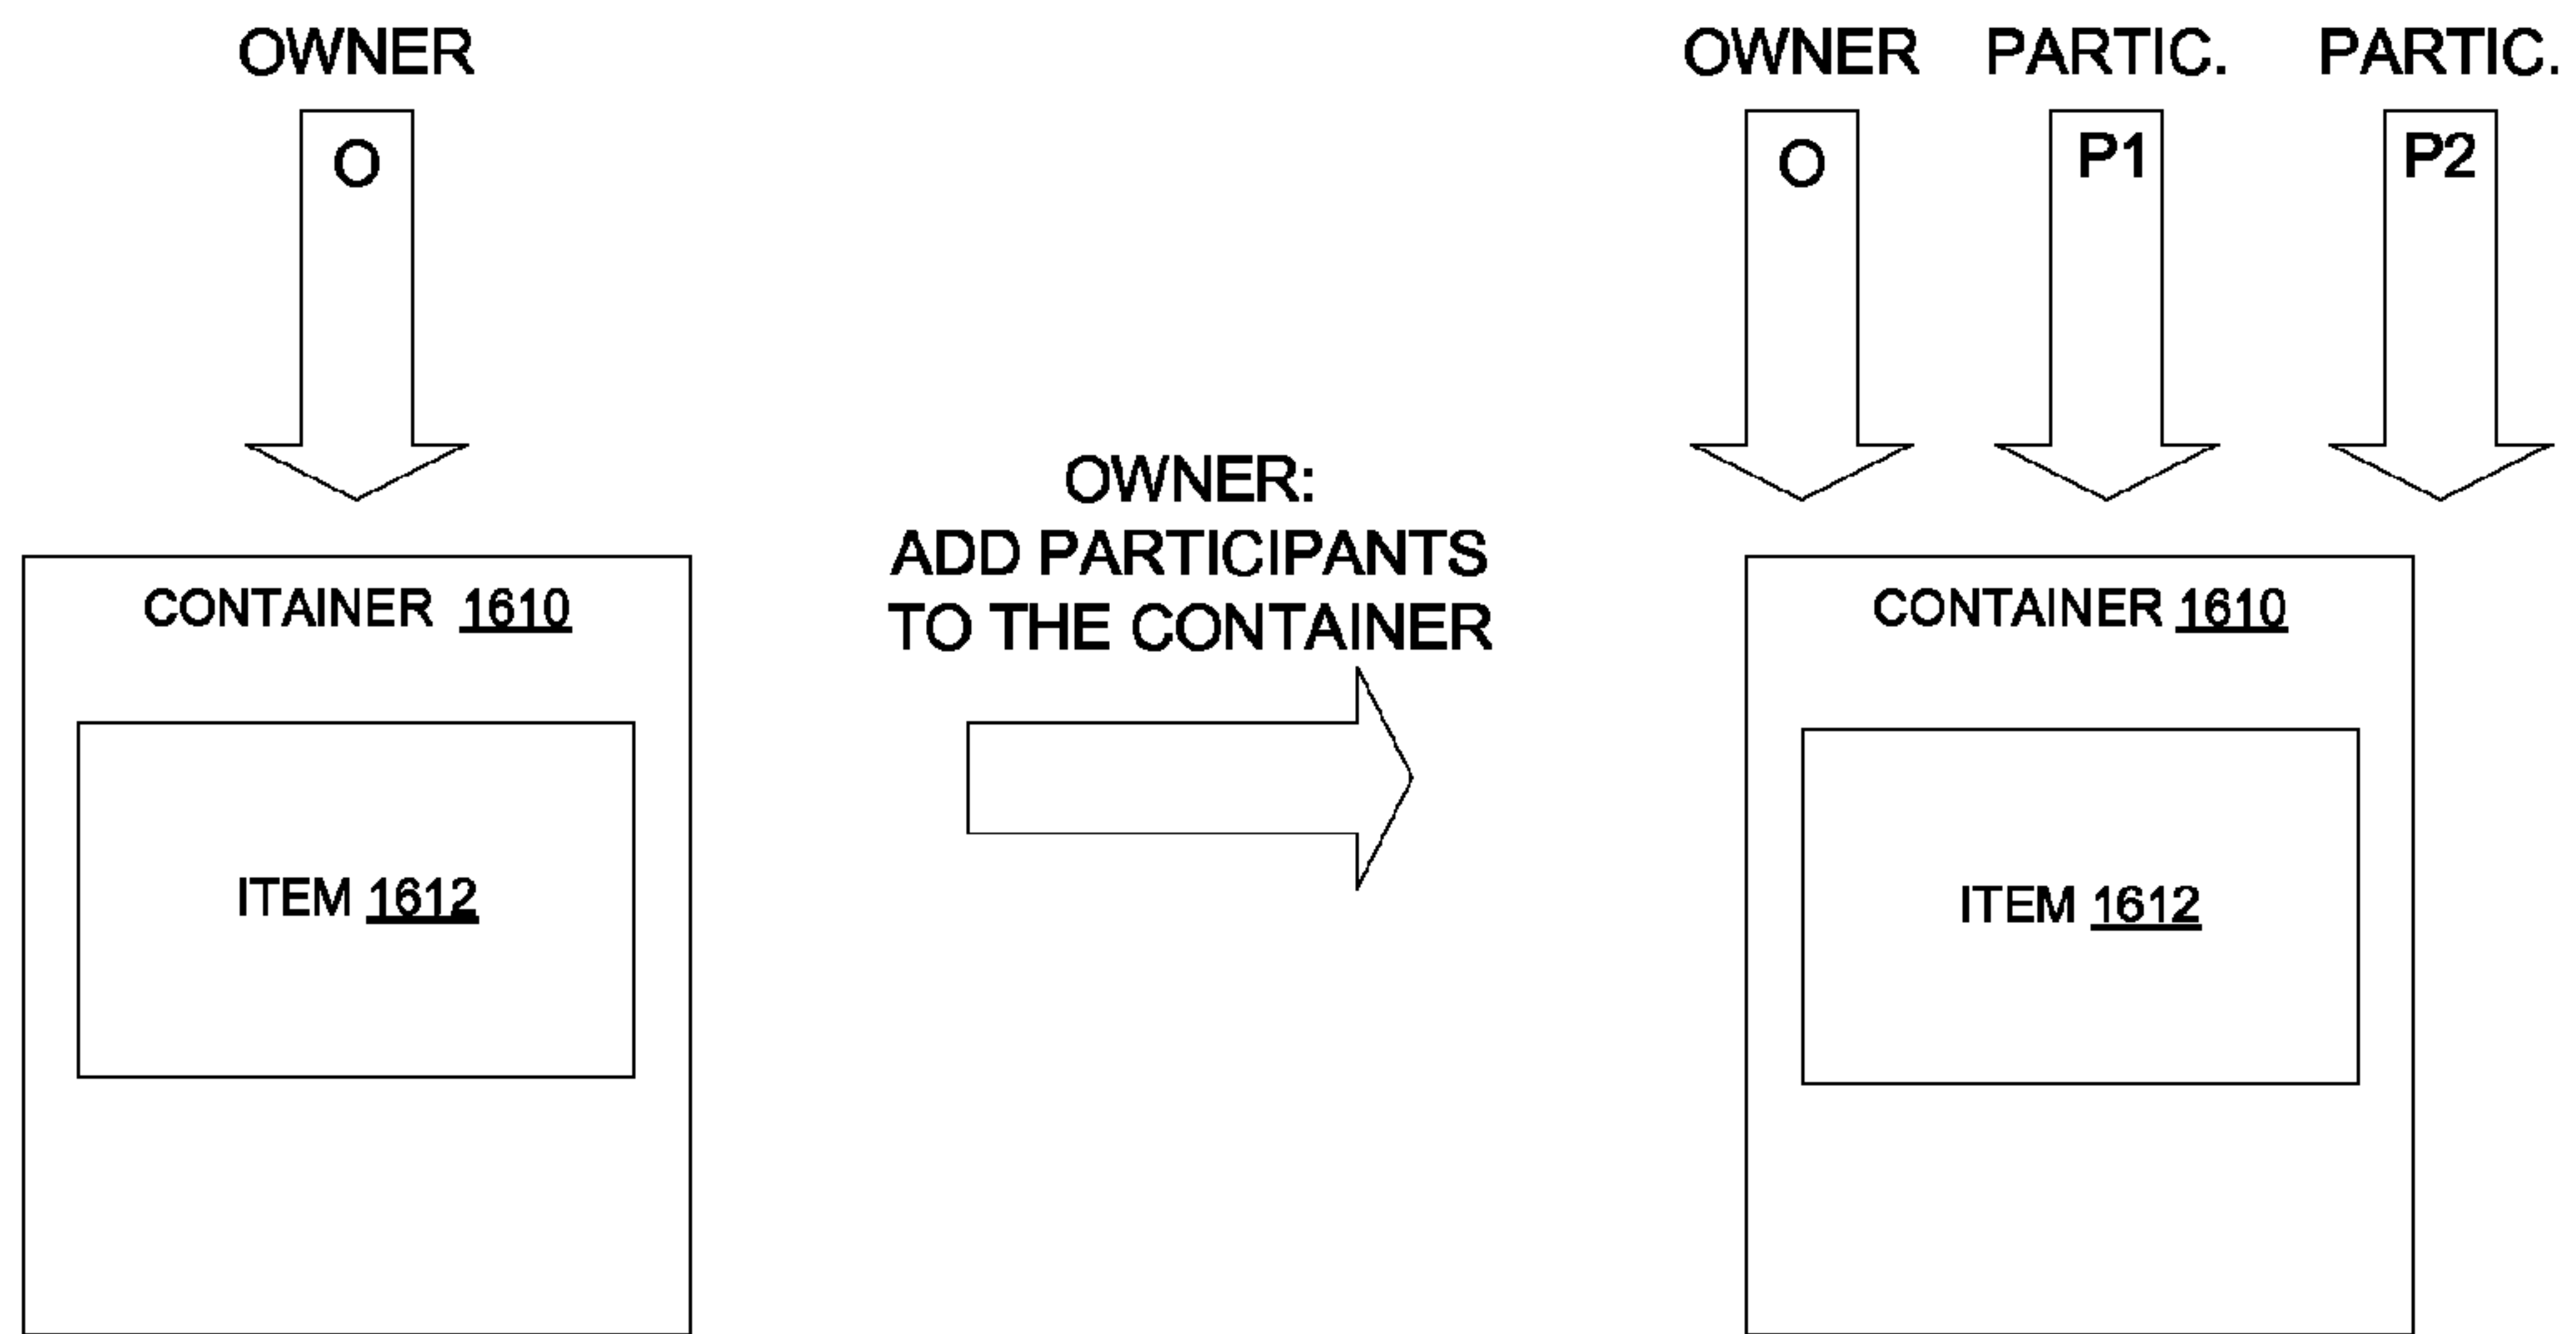 OWNER
O
CONTAINER 1610
ITEM 1612
OWNER:
ADD PARTICIPANTS
TO THE CONTAINER
OWNER PARTIC. PARTIC.
O P1 P2
CONTAINER 1610
ITEM 1612